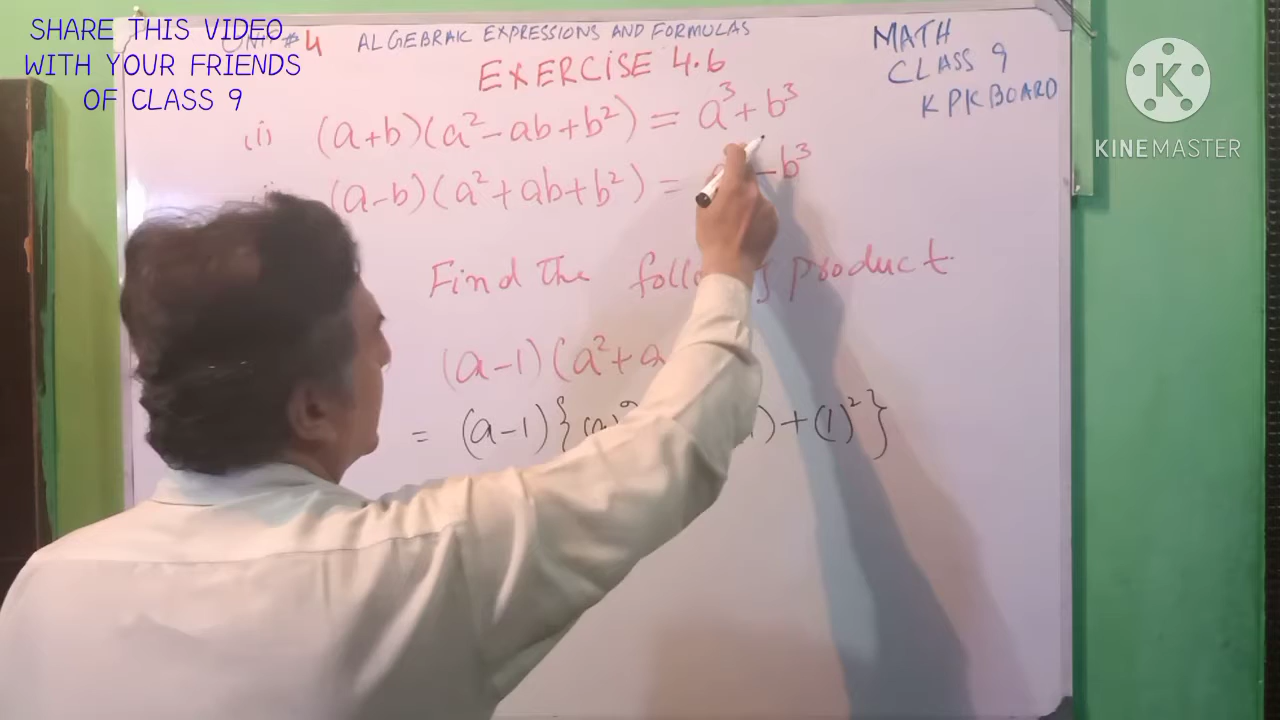 SHARE THIS VIDEO
WITH YOUR FRIENDS
OF CLASS 9
UNIT # 4 ALGEBRAIC EXPRESSIONS AND FORMULAS
EXERCISE 4.6
MATH
CLASS 9
KPK BOARD
K
KINEMASTER
(i) (a+b)(a²-ab+b²) = a³+b³
(a-b)(a²+ab+b²) = -b³
Find the product
(a-1)(a²+a
= (a-1){(a)² ) + (1)²}